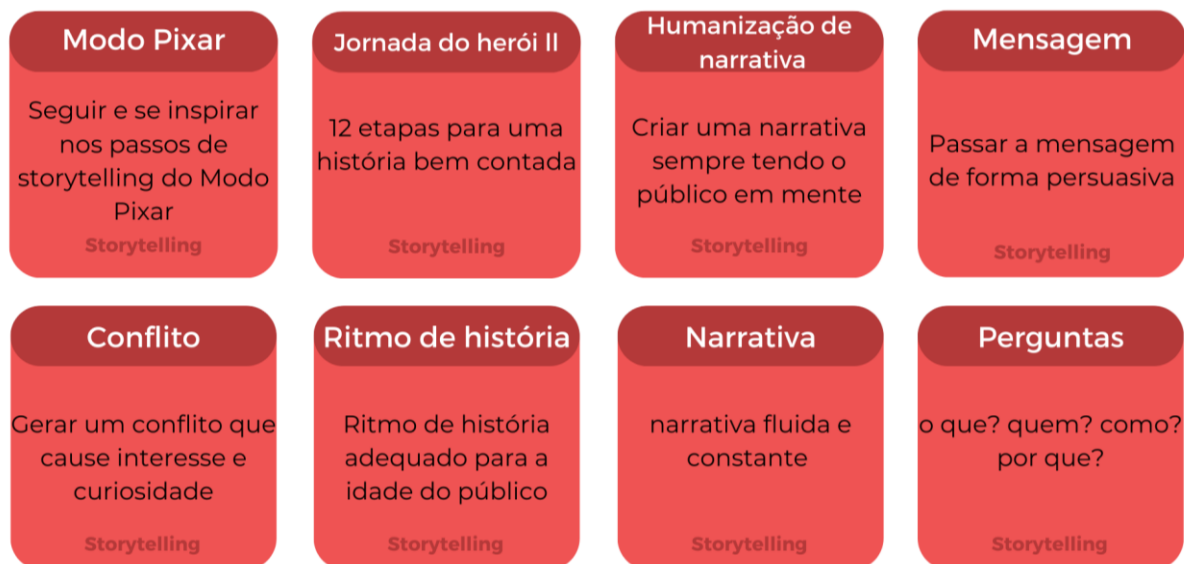 Modo Pixar
Seguir e se inspirar
nos passos de
storytelling do Modo
Pixar
Storytelling
Jornada do herói II
12 etapas para uma
história bem contada
Storytelling
Humanização de
narrativa
Criar uma narrativa
sempre tendo o
público em mente
Storytelling
Mensagem
Passar a mensagem
de forma persuasiva
Storytelling
Conflito
Gerar um conflito que
cause interesse e
curiosidade
Storytelling
Ritmo de história
Ritmo de história
adequado para a
idade do público
Storytelling
Narrativa
narrativa fluida e
constante
Storytelling
Perguntas
o que? quem? como?
por que?
Storytelling